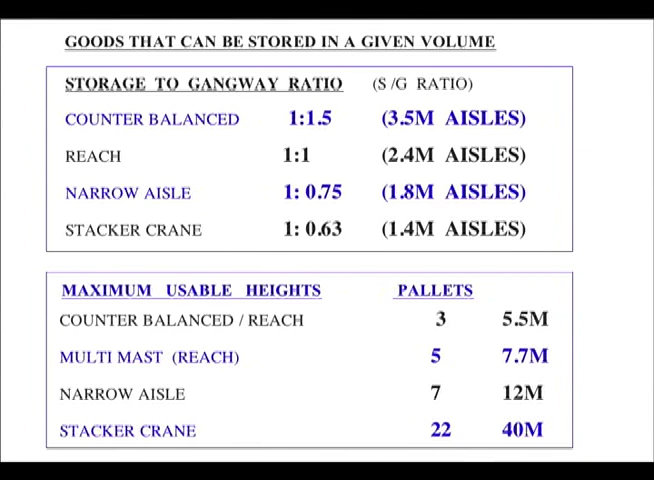 GOODS THAT CAN BE STORED IN A GIVEN VOLUME
STORAGE TO GANGWAY RATIO (S /G RATIO)
COUNTER BALANCED 1:1.5 (3.5M AISLES)
REACH 1:1 (2.4M AISLES)
NARROW AISLE 1: 0.75 (1.8M AISLES)
STACKER CRANE 1: 0.63 (1.4M AISLES)
MAXIMUM USABLE HEIGHTS PALLETS
COUNTER BALANCED / REACH 3 5.5M
MULTI MAST (REACH) 5 7.7M
NARROW AISLE 7 12M
STACKER CRANE 22 40M